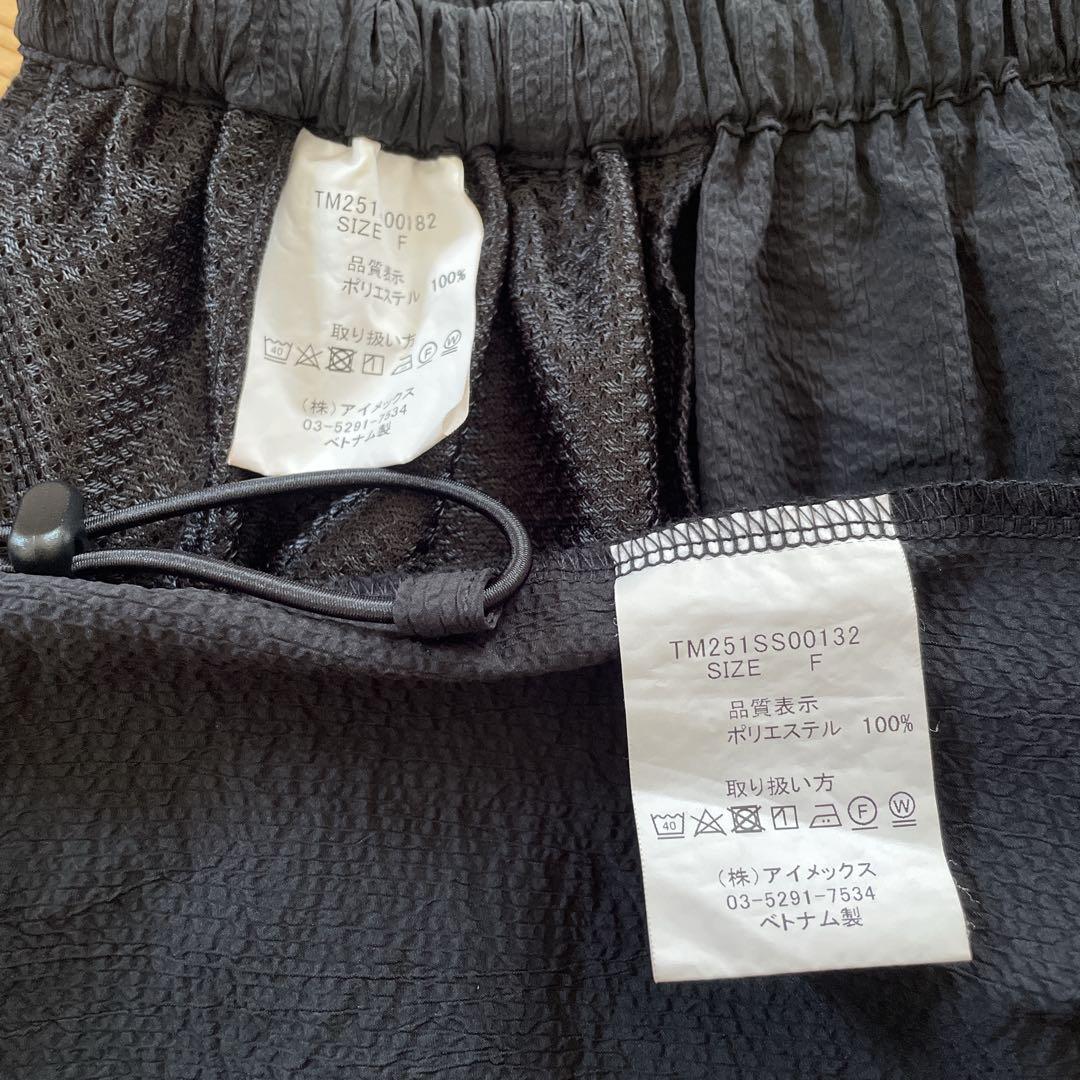 TM251 00182
SIZE F
品質表示
ポリエステル 100%
取り扱い方
40 F W
(株)アイメックス
03-5291-7534
ベトナム製
TM251SS00132
SIZE F
品質表示
ポリエステル 100%
取り扱い方
40 F W
(株)アイメックス
03-5291-7534
ベトナム製